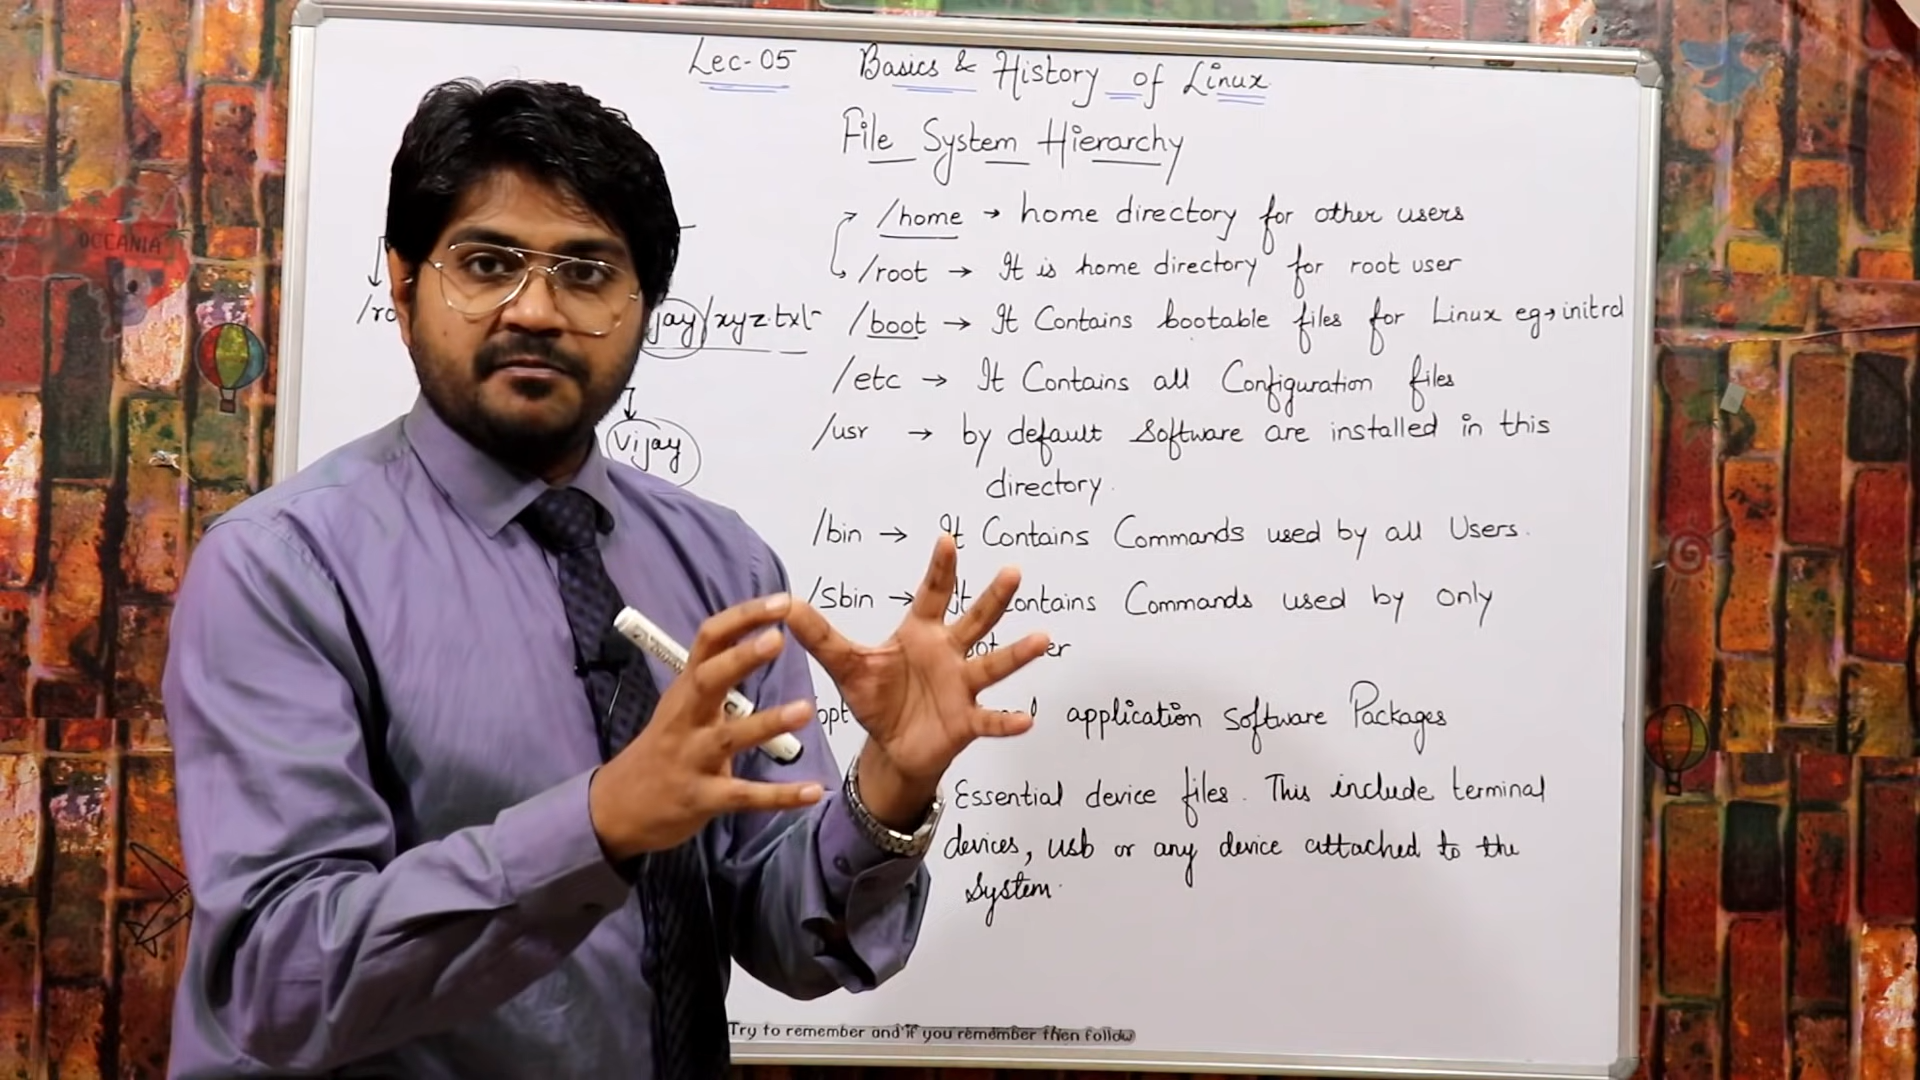 Lec-05 Basics & History of Linux
File System Hierarchy
/home → home directory for other users
/root → It is home directory for root user
/boot → It Contains bootable files for Linux eg → initrd
/etc → It Contains all Configuration files
/usr → by default Software are installed in this
directory.
/bin → It Contains Commands used by all Users.
/Sbin → It Contains Commands used by only
application Software Packages
Essential device files. This include terminal
devices, usb or any device attached to the
System.
/xyz.txt
Vijay
OCEANIA
Try to remember and if you remember then follow